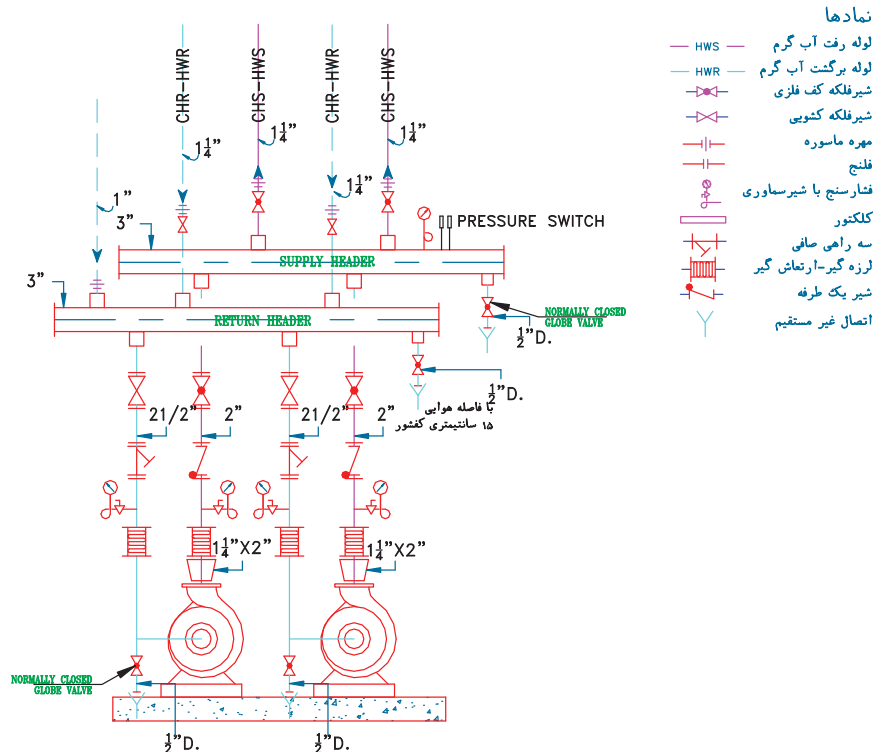 CHR-HWR
CHS-HWS
CHR-HWR
CHS-HWS
1 1/4"
1 1/4"
1 1/4"
1 1/4"
1"
3"
PRESSURE SWITCH
SUPPLY HEADER
3"
RETURN HEADER
NORMALLY CLOSED
GLOBE VALVE
1/2"D.
1/2"D.
با فاصله هوایی
۱۵ سانتیمتری کفشور
21/2"
2"
21/2"
2"
1 1/4"X2"
1 1/4"X2"
NORMALLY CLOSED
GLOBE VALVE
1/2"D.
1/2"D.
نمادها
لوله رفت آب گرم HWS
لوله برگشت آب گرم HWR
شیرفلکه کف فلزی
شیرفلکه کشویی
مهره ماسوره
فلنج
فشارسنج با شیرسماوری
کلکتور
سه راهی صافی
لرزه گیر-ارتعاش گیر
شیر یک طرفه
اتصال غیر مستقیم